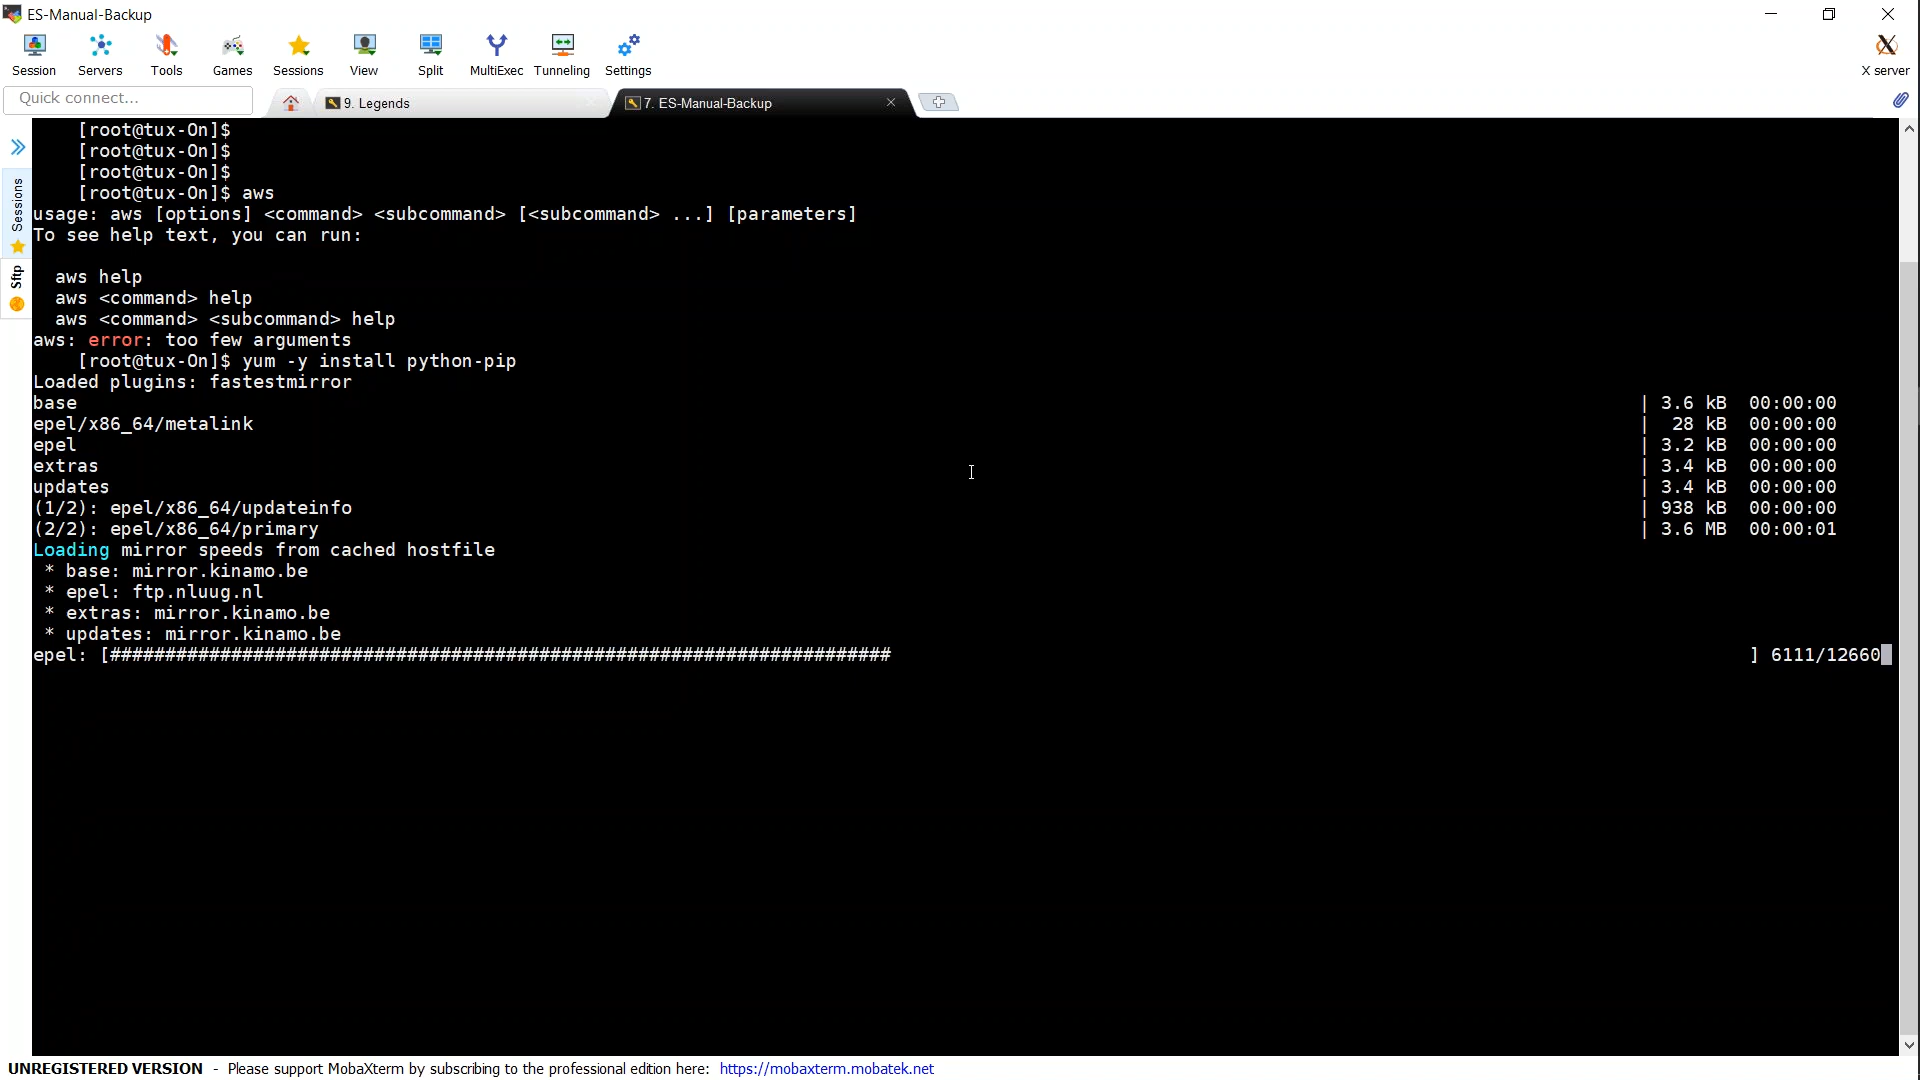 ES-Manual-Backup
Session Servers Tools Games Sessions View Split MultiExec Tunneling Settings X server
Quick connect... 9. Legends 7. ES-Manual-Backup
Sessions
Sftp
[root@tux-On]$
[root@tux-On]$
[root@tux-On]$
[root@tux-On]$ aws
usage: aws [options] <command> <subcommand> [<subcommand> ...] [parameters]
To see help text, you can run:
aws help
aws <command> help
aws <command> <subcommand> help
aws: error: too few arguments
[root@tux-On]$ yum -y install python-pip
Loaded plugins: fastestmirror
base | 3.6 kB 00:00:00
epel/x86_64/metalink | 28 kB 00:00:00
epel | 3.2 kB 00:00:00
extras | 3.4 kB 00:00:00
updates | 3.4 kB 00:00:00
(1/2): epel/x86_64/updateinfo | 938 kB 00:00:00
(2/2): epel/x86_64/primary | 3.6 MB 00:00:01
Loading mirror speeds from cached hostfile
* base: mirror.kinamo.be
* epel: ftp.nluug.nl
* extras: mirror.kinamo.be
* updates: mirror.kinamo.be
epel: [####################################################################### ] 6111/12660
UNREGISTERED VERSION - Please support MobaXterm by subscribing to the professional edition here: https://mobaxterm.mobatek.net